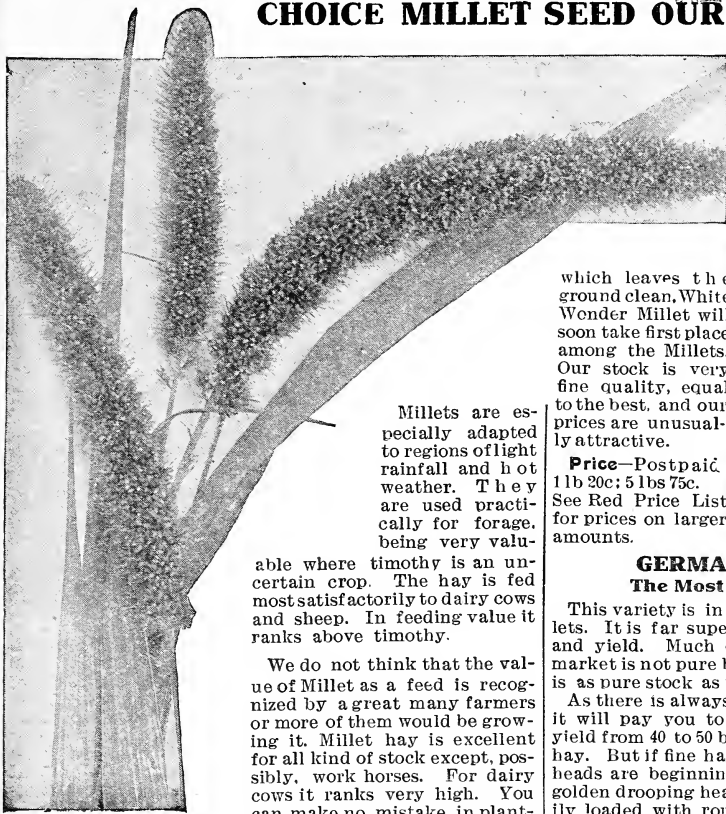 CHOICE MILLET SEED OUR
Millets are es-
pecially adapted
to regions of light
rainfall and hot
weather. They
are used practi-
cally for forage,
being very valu-
able where timothy is an un-
certain crop. The hay is fed
most satisfactorily to dairy cows
and sheep. In feeding value it
ranks above timothy.
We do not think that the val-
ue of Millet as a feed is recog-
nized by a great many farmers
or more of them would be grow-
ing it. Millet hay is excellent
for all kind of stock except, pos-
sibly, work horses. For dairy
cows it ranks very high. You
can make no mistake in plant-
which leaves the
ground clean, White
Wonder Millet will
soon take first place
among the Millets.
Our stock is very
fine quality, equal
to the best, and our
prices are unusual-
ly attractive.
Price—Postpaid
1 lb 20c; 5 lbs 75c.
See Red Price List
for prices on larger
amounts.
GERMA
The Most
This variety is in
lets. It is far supe
and yield. Much
market is not pure
is as pure stock as
As there is always
it will pay you to
yield from 40 to 50 b
hay. But if fine ha
heads are beginnin
golden drooping hea
ily loaded with rou